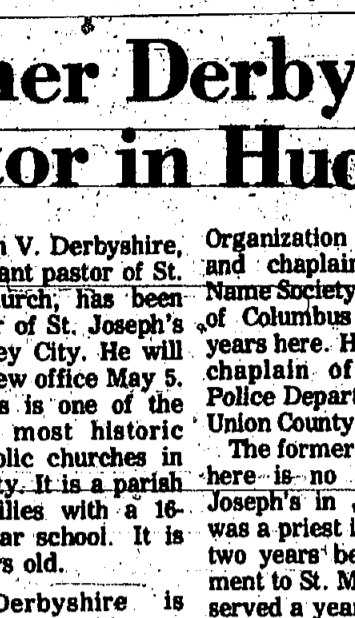 ner Derby
tor in Hud
n V. Derbyshire,
ant pastor of St.
urch, has been
r of St. Joseph's
ey City. He will
ew office May 5.
s is one of the
most historic
olic churches in
ty. It is a parish
ilies with a 16-
ar school. It is
s old.
Derbyshire is
Organization
and chaplain
Name Society
of Columbus
years here. H
chaplain of
Police Depart
Union County
The former
here is no
Joseph's in
was a priest i
two years be
ment to St. M
served a year